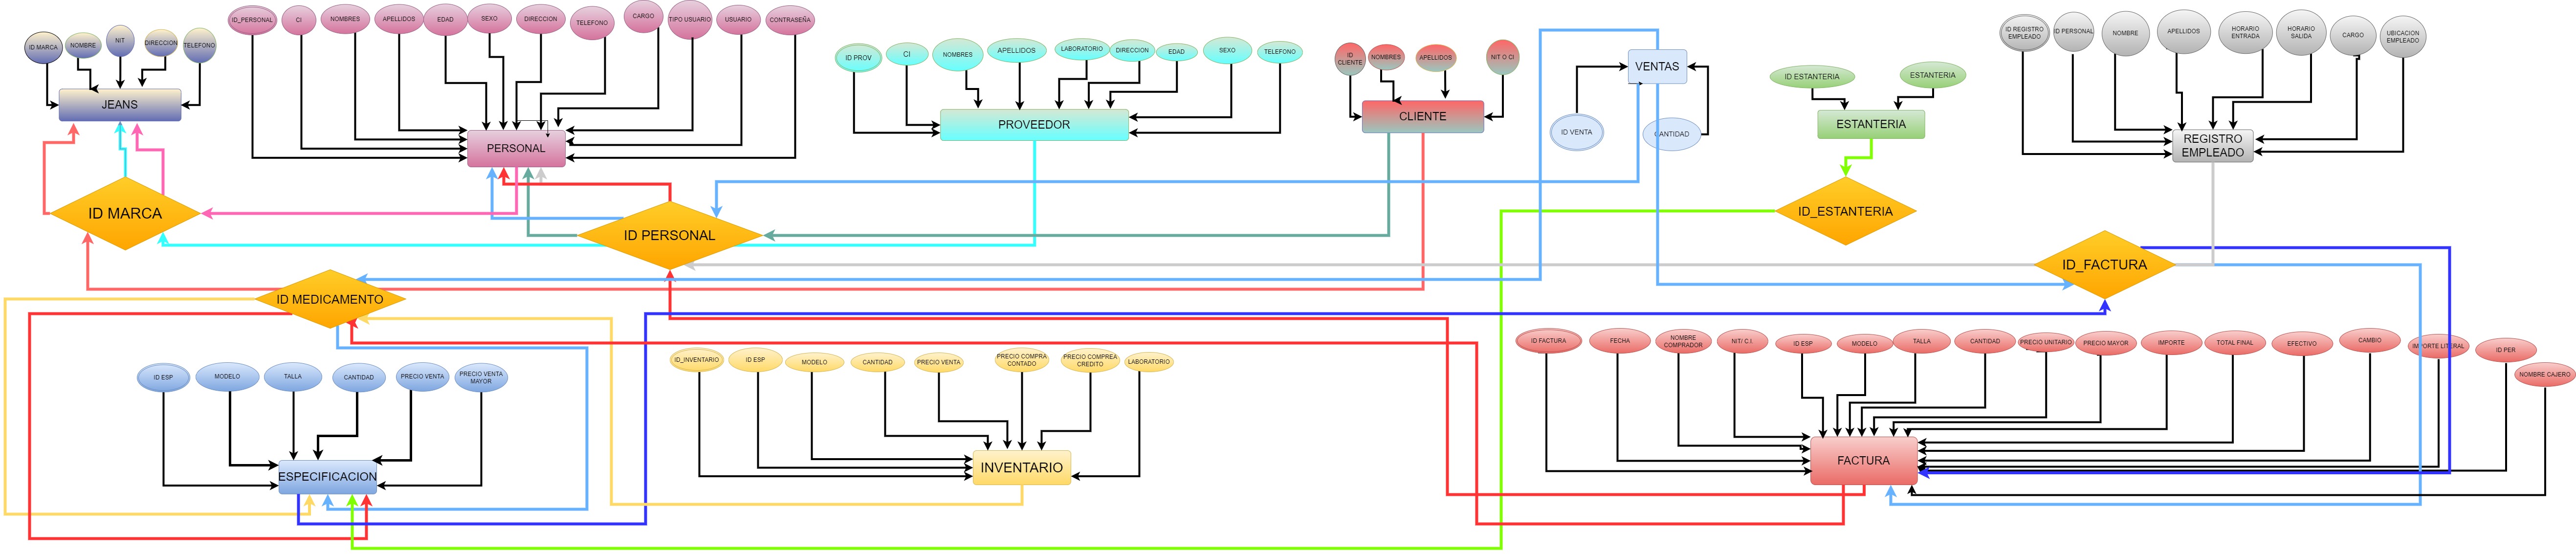 ID MARCA
NOMBRE
NIT
DIRECCION
TELEFONO
JEANS
ID_PERSONAL
CI
NOMBRES
APELLIDOS
EDAD
SEXO
DIRECCION
TELEFONO
CARGO
TIPO USUARIO
USUARIO
CONTRASEÑA
PERSONAL
ID PROV
CI
NOMBRES
APELLIDOS
LABORATORIO
DIRECCION
EDAD
SEXO
TELEFONO
PROVEEDOR
ID
CLIENTE
NOMBRES
APELLIDOS
NIT O CI
CLIENTE
VENTAS
ID VENTA
CANTIDAD
ID ESTANTERIA
ESTANTERIA
ESTANTERIA
ID REGISTRO
EMPLEADO
ID PERSONAL
NOMBRE
APELLIDOS
HORARIO
ENTRADA
HORARIO
SALIDA
CARGO
UBICACION
EMPLEADO
REGISTRO
EMPLEADO
ID MARCA
ID PERSONAL
ID_ESTANTERIA
ID_FACTURA
ID MEDICAMENTO
ID ESP
MODELO
TALLA
CANTIDAD
PRECIO VENTA
PRECIO VENTA
MAYOR
ESPECIFICACION
ID_INVENTARIO
ID ESP
MODELO
CANTIDAD
PRECIO VENTA
PRECIO COMPRA
CONTADO
PRECIO COMPREA
CREDITO
LABORATORIO
INVENTARIO
ID FACTURA
FECHA
NOMBRE
COMPRADOR
NIT/ C.I.
ID ESP
MODELO
TALLA
CANTIDAD
PRECIO UNITARIO
PRECIO MAYOR
IMPORTE
TOTAL FINAL
EFECTIVO
CAMBIO
IMPORTE LITERAL
ID PER
NOMBRE CAJERO
FACTURA